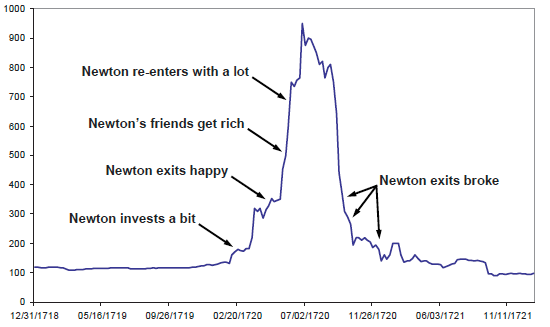 1000
900
800
700
600
500
400
300
200
100
0
Newton re-enters with a lot
Newton's friends get rich
Newton exits happy
Newton invests a bit
Newton exits broke
12/31/1718 05/16/1719 09/26/1719 02/20/1720 07/02/1720 11/26/1720 06/03/1721 11/11/1721